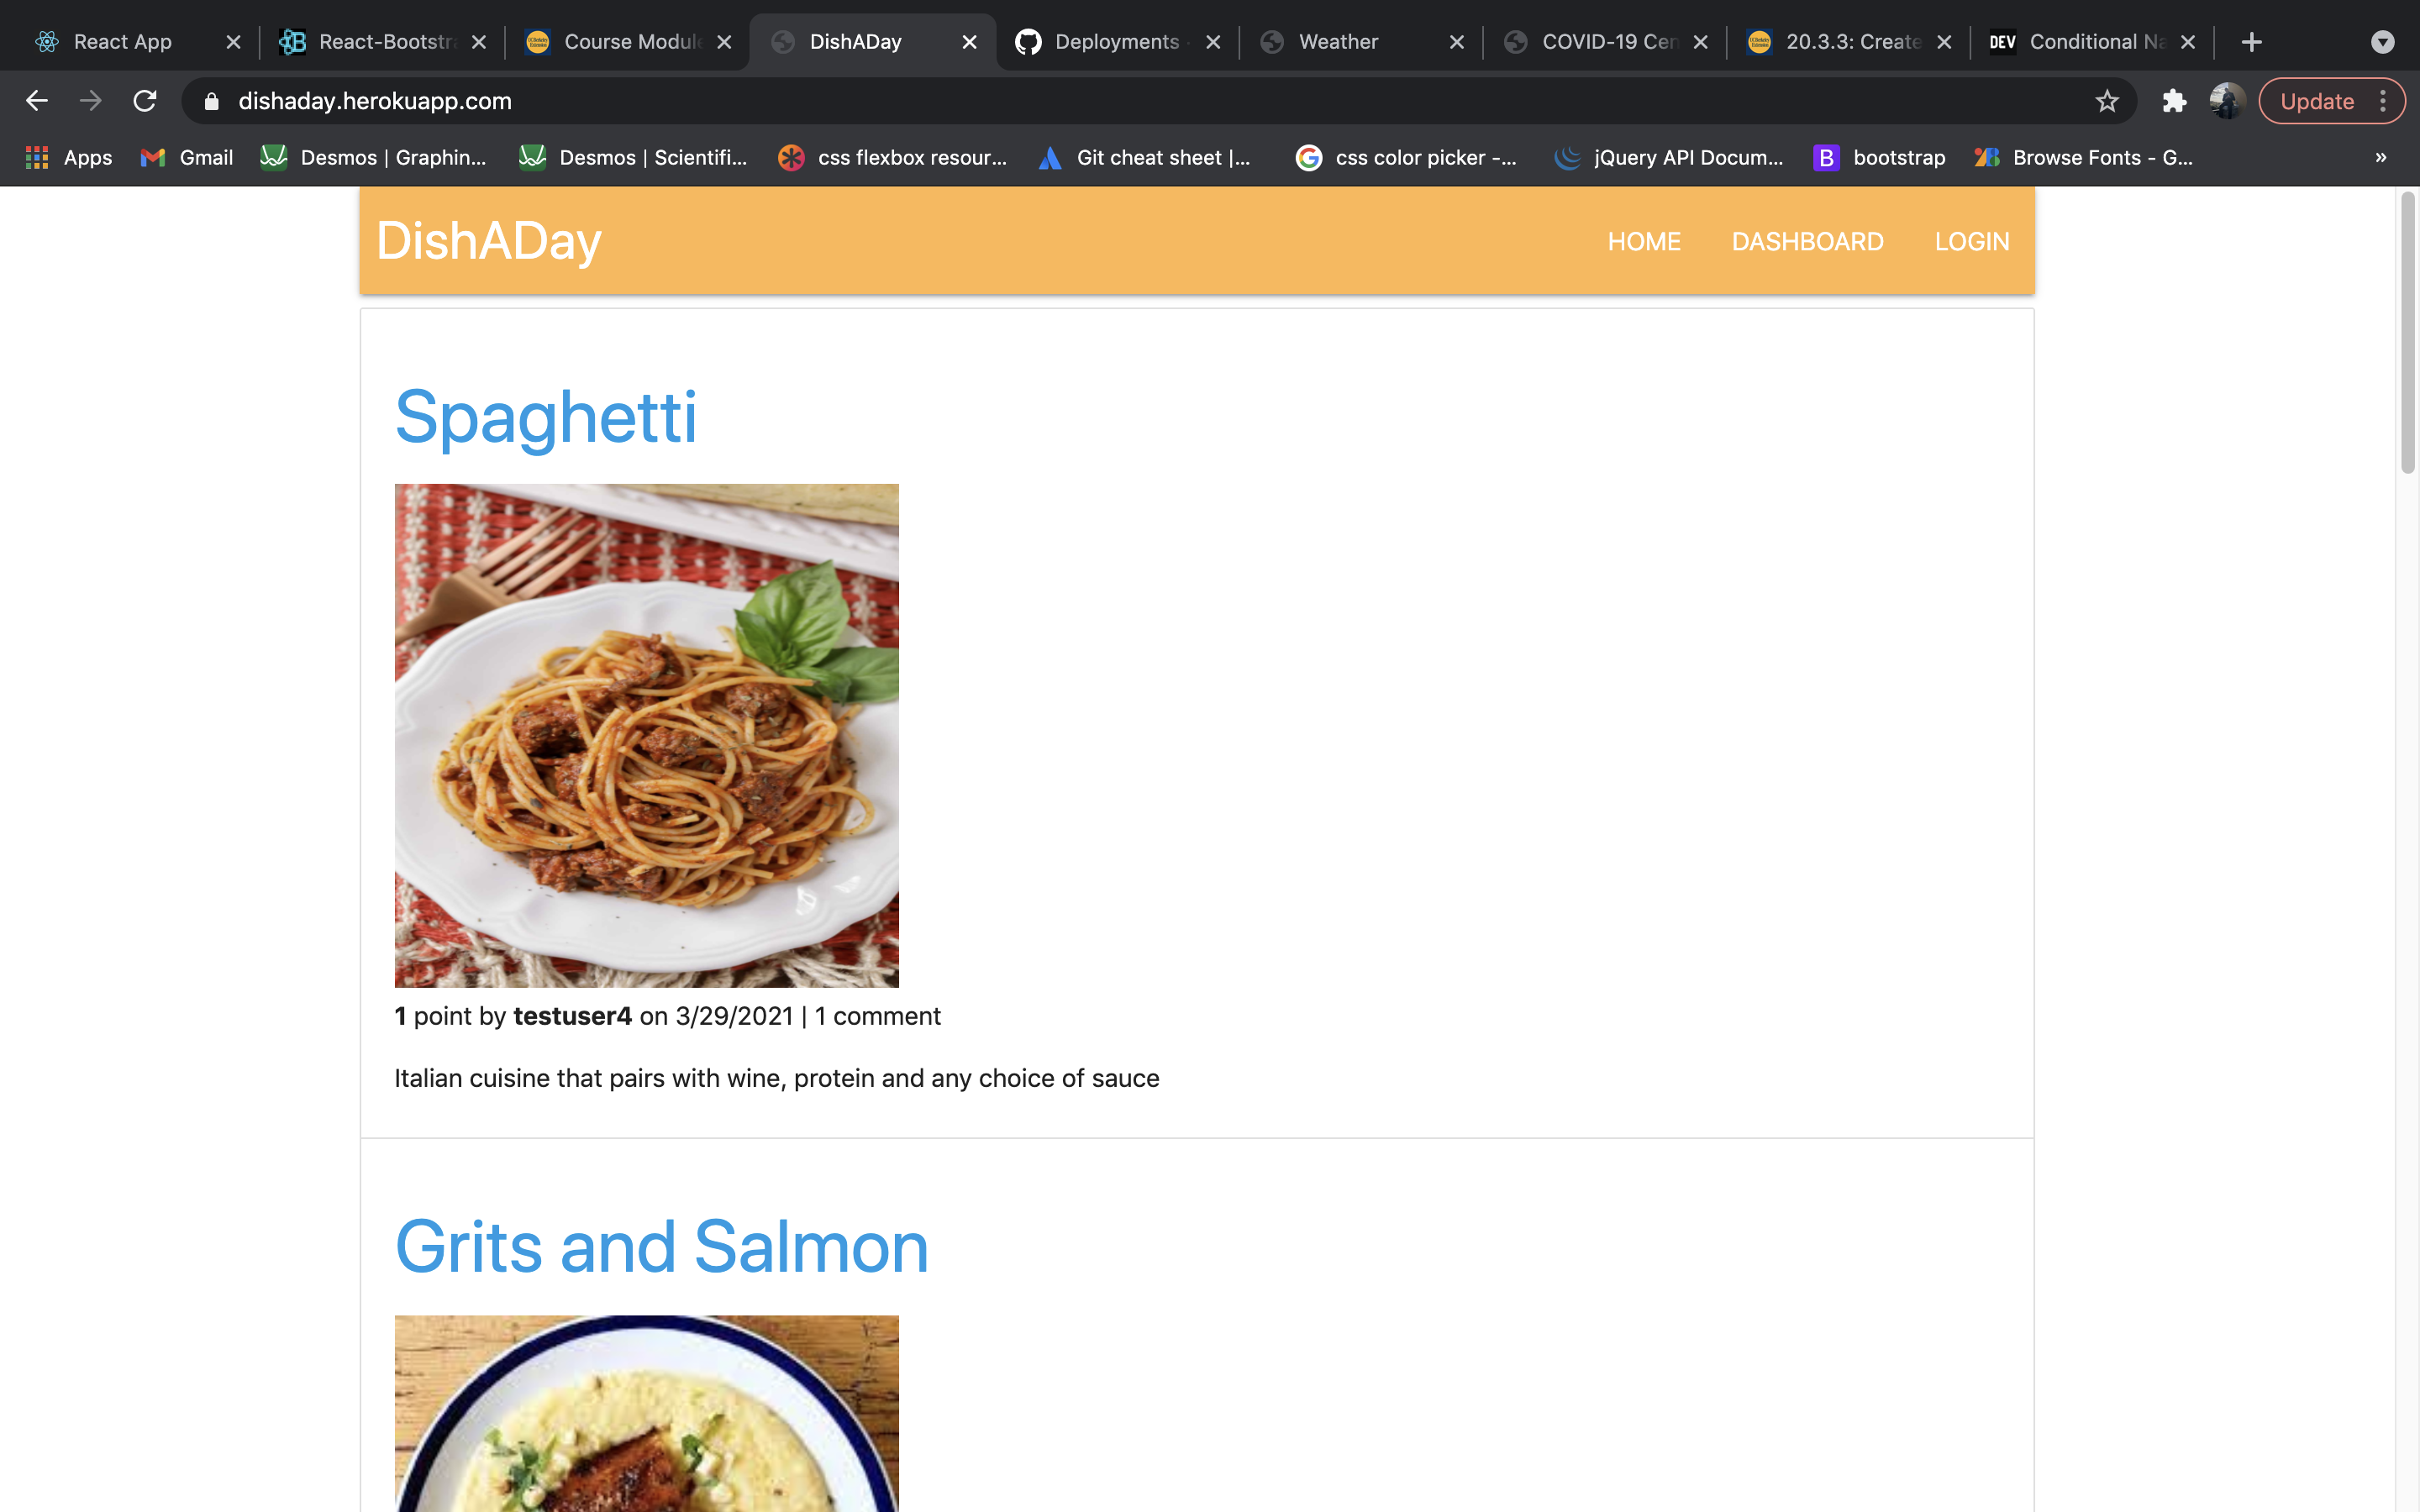 React App
React-Bootstr
Course Module
DishADay
Deployments
Weather
COVID-19 Cen
20.3.3: Create
DEV Conditional Na
dishaday.herokuapp.com
Update
Apps
Gmail
Desmos | Graphin...
Desmos | Scientifi...
css flexbox resour...
Git cheat sheet |...
css color picker -...
jQuery API Docum...
B bootstrap
Browse Fonts - G...
»
DishADay
HOME
DASHBOARD
LOGIN
Spaghetti
1 point by testuser4 on 3/29/2021 | 1 comment
Italian cuisine that pairs with wine, protein and any choice of sauce
Grits and Salmon